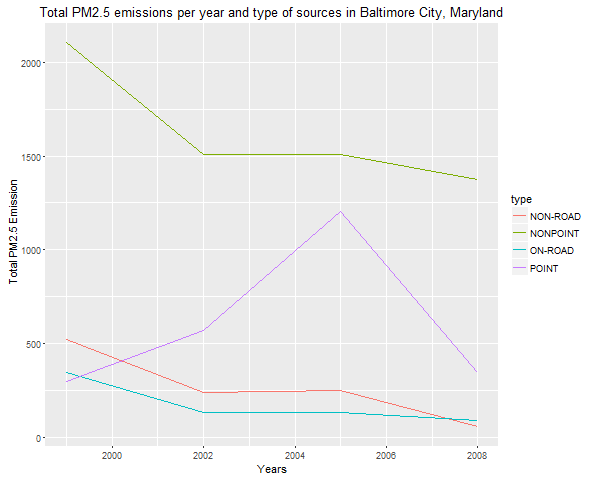 Total PM2.5 emissions per year and type of sources in Baltimore City, Maryland
Total PM2.5 Emission
2000
1500
1000
500
0
2000 2002 2004 2006 2008
Years
type
NON-ROAD
NONPOINT
ON-ROAD
POINT